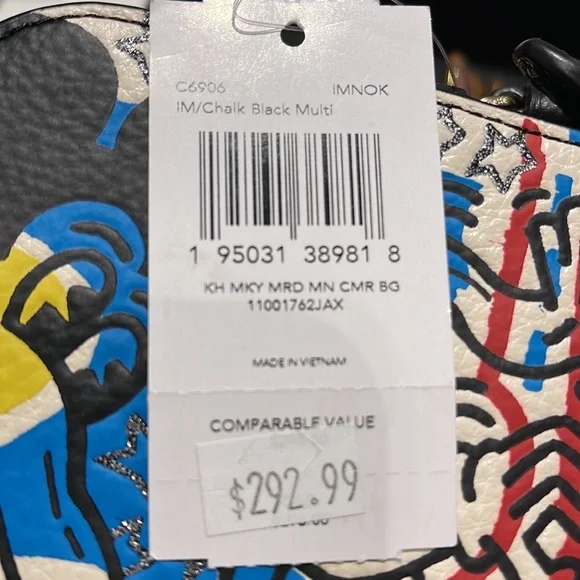 C6906 IMNOK
IM/Chalk Black Multi
1 95031 38981 8
KH MKY MRD MN CMR BG
11001762JAX
MADE IN VIETNAM
COMPARABLE VALUE
$292.99